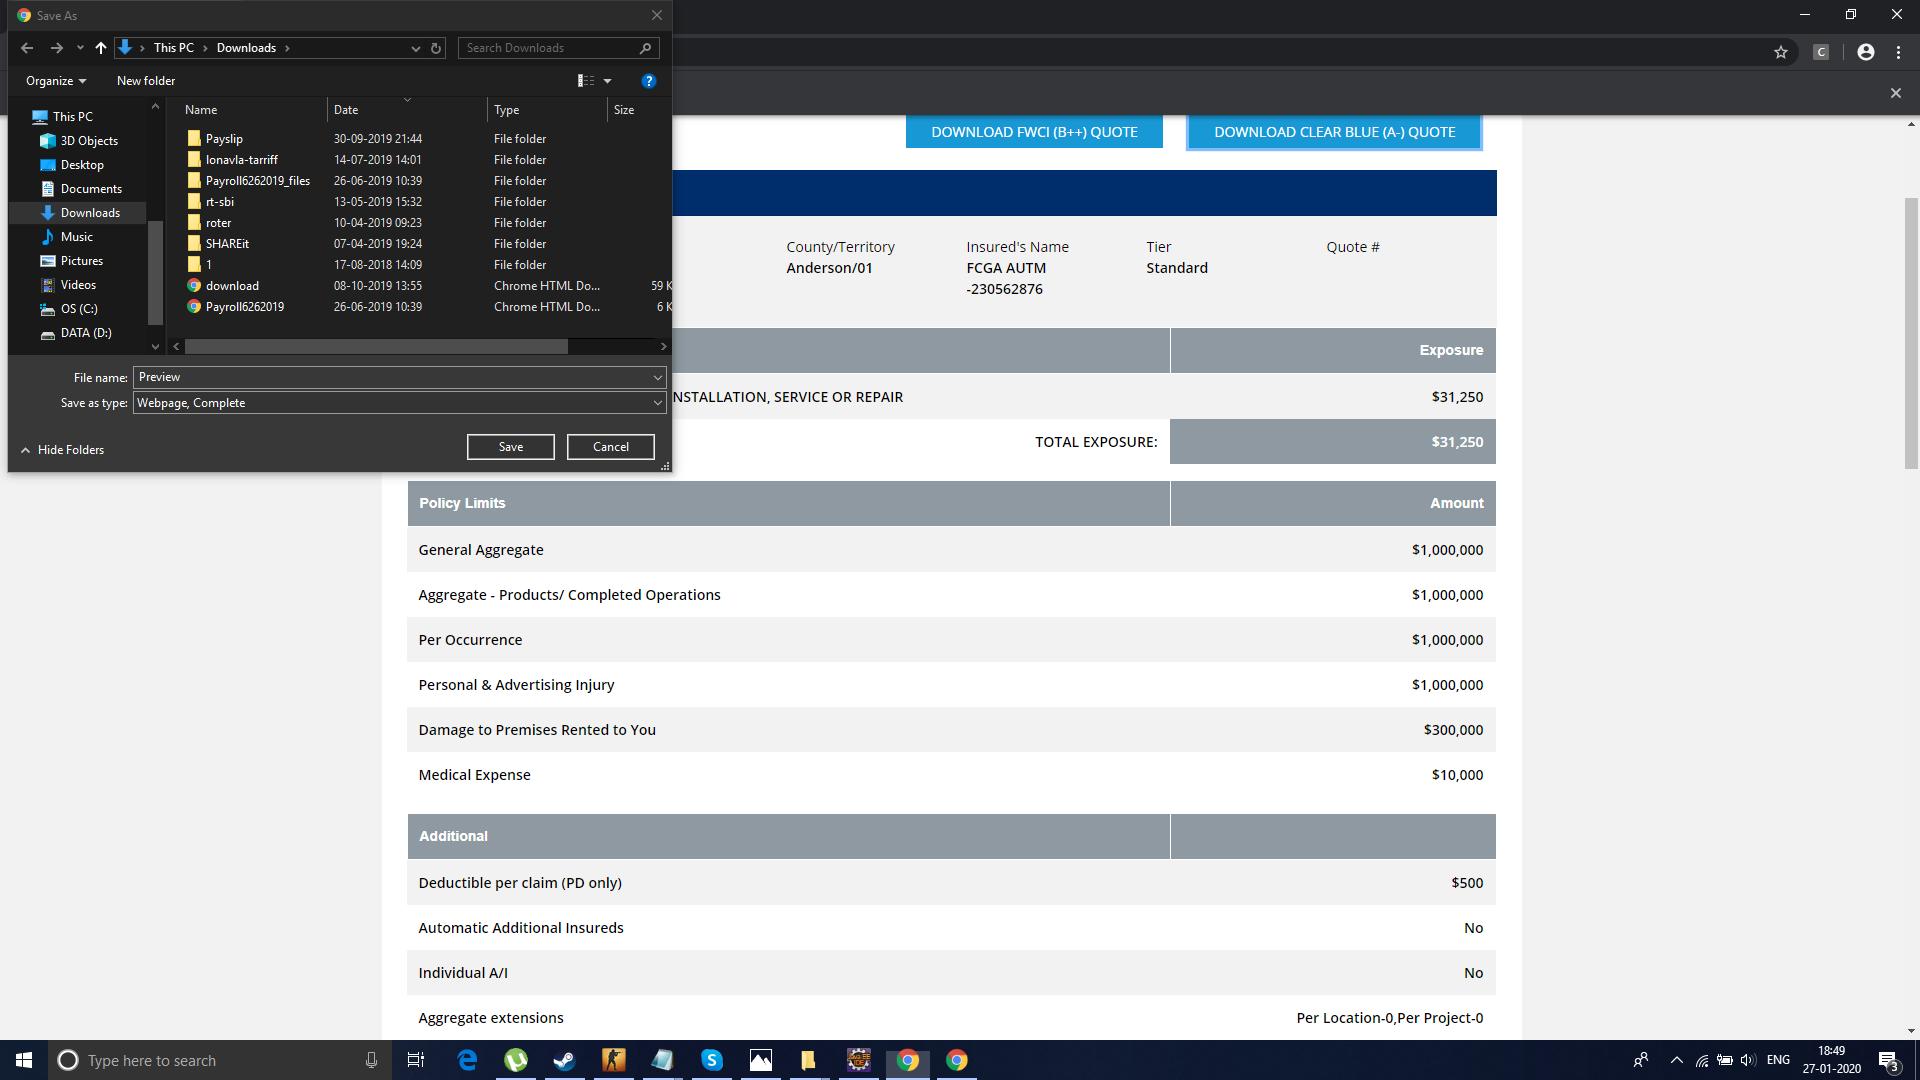 Save As
This PC
Downloads
Search Downloads
Organize
New folder
This PC
3D Objects
Desktop
Documents
Downloads
Music
Pictures
Videos
OS (C:)
DATA (D:)
Name Date Type Size
Payslip 30-09-2019 21:44 File folder
lonavla-tarriff 14-07-2019 14:01 File folder
Payroll6262019_files 26-06-2019 10:39 File folder
rt-sbi 13-05-2019 15:32 File folder
roter 10-04-2019 09:23 File folder
SHAREit 07-04-2019 19:24 File folder
1 17-08-2018 14:09 File folder
download 08-10-2019 13:55 Chrome HTML Do... 59 K
Payroll6262019 26-06-2019 10:39 Chrome HTML Do... 6 K
File name: Preview
Save as type: Webpage, Complete
Hide Folders
Save
Cancel
C
DOWNLOAD FWCI (B++) QUOTE
DOWNLOAD CLEAR BLUE (A-) QUOTE
County/Territory Insured's Name Tier Quote #
Anderson/01 FCGA AUTM Standard
-230562876
Exposure
NSTALLATION, SERVICE OR REPAIR $31,250
TOTAL EXPOSURE: $31,250
Policy Limits Amount
General Aggregate $1,000,000
Aggregate - Products/ Completed Operations $1,000,000
Per Occurrence $1,000,000
Personal & Advertising Injury $1,000,000
Damage to Premises Rented to You $300,000
Medical Expense $10,000
Additional
Deductible per claim (PD only) $500
Automatic Additional Insureds No
Individual A/I No
Aggregate extensions Per Location-0,Per Project-0
Type here to search
ENG
18:49
27-01-2020
3